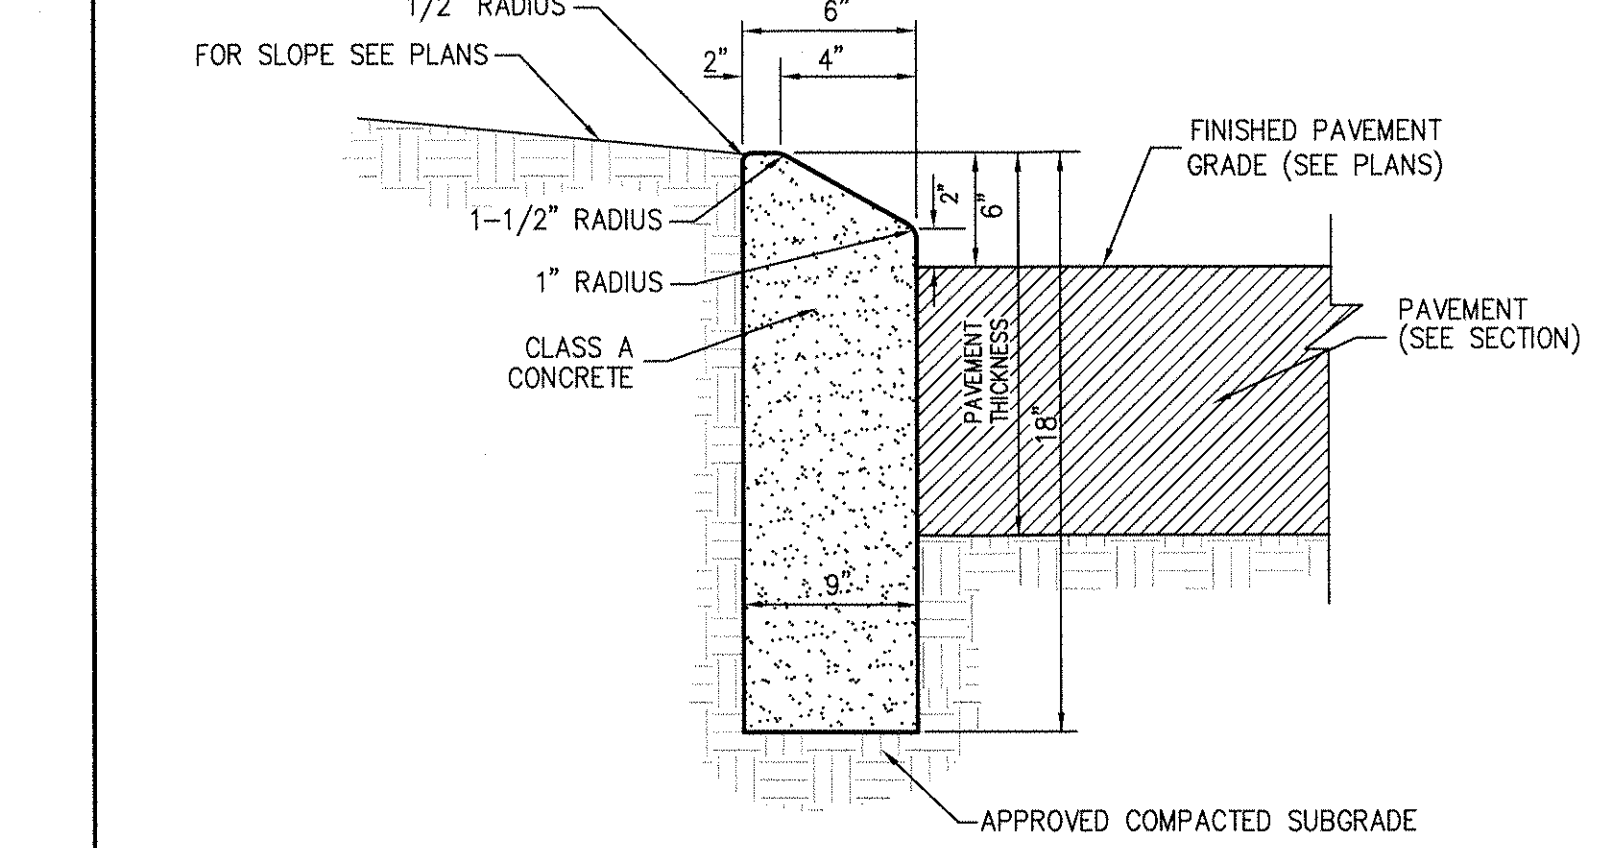 1/2" RADIUS
6"
FOR SLOPE SEE PLANS
2"
4"
FINISHED PAVEMENT
GRADE (SEE PLANS)
2"
6"
1-1/2" RADIUS
1" RADIUS
PAVEMENT
(SEE SECTION)
CLASS A
CONCRETE
PAVEMENT
THICKNESS
18"
9"
APPROVED COMPACTED SUBGRADE